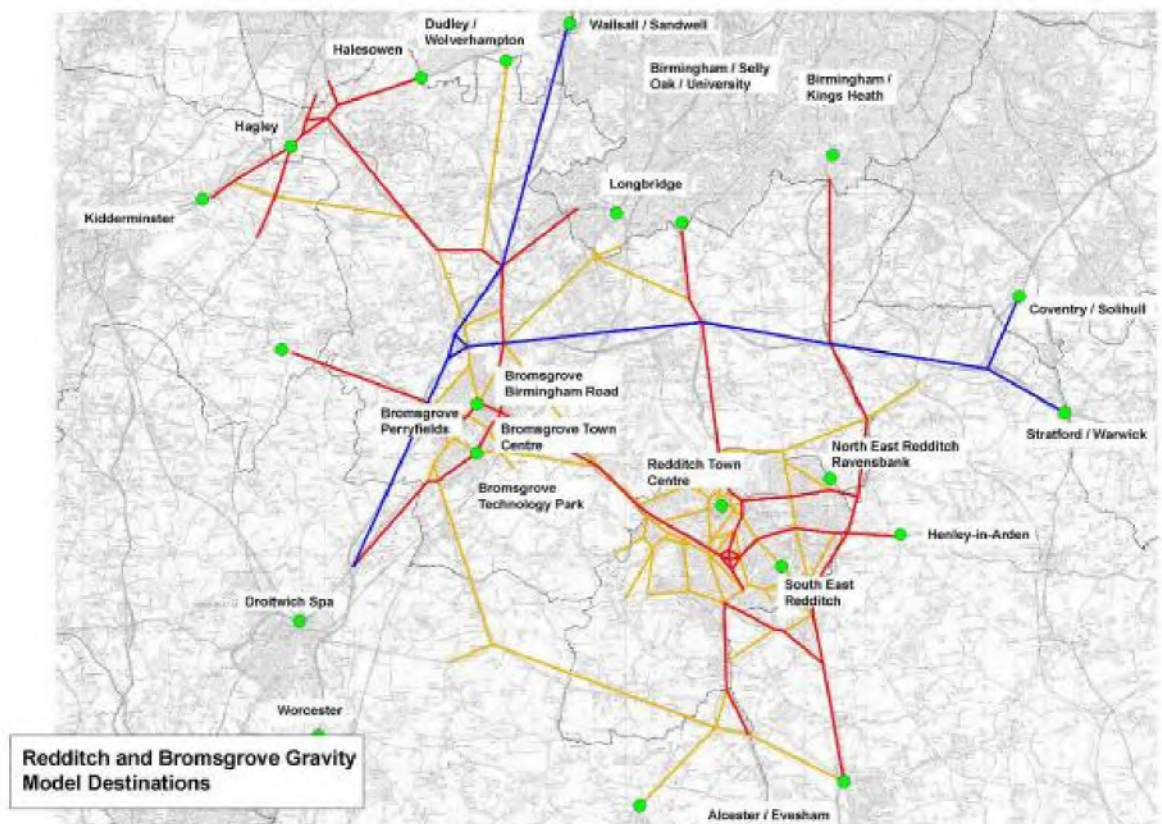 Dudley /
Wolverhampton
Wallsall / Sandwell
Halesowen
Birmingham / Selly
Oak / University
Birmingham /
Kings Heath
Hagley
Longbridge
Kidderminster
Coventry / Solihull
Bromsgrove
Birmingham Road
Bromsgrove
Perryfields
Bromsgrove Town
Centre
Stratford / Warwick
North East Redditch
Ravensbank
Redditch Town
Centre
Bromsgrove
Technology Park
Henley-in-Arden
South East
Redditch
Droitwich Spa
Worcester
Redditch and Bromsgrove Gravity
Model Destinations
Alcester / Evesham